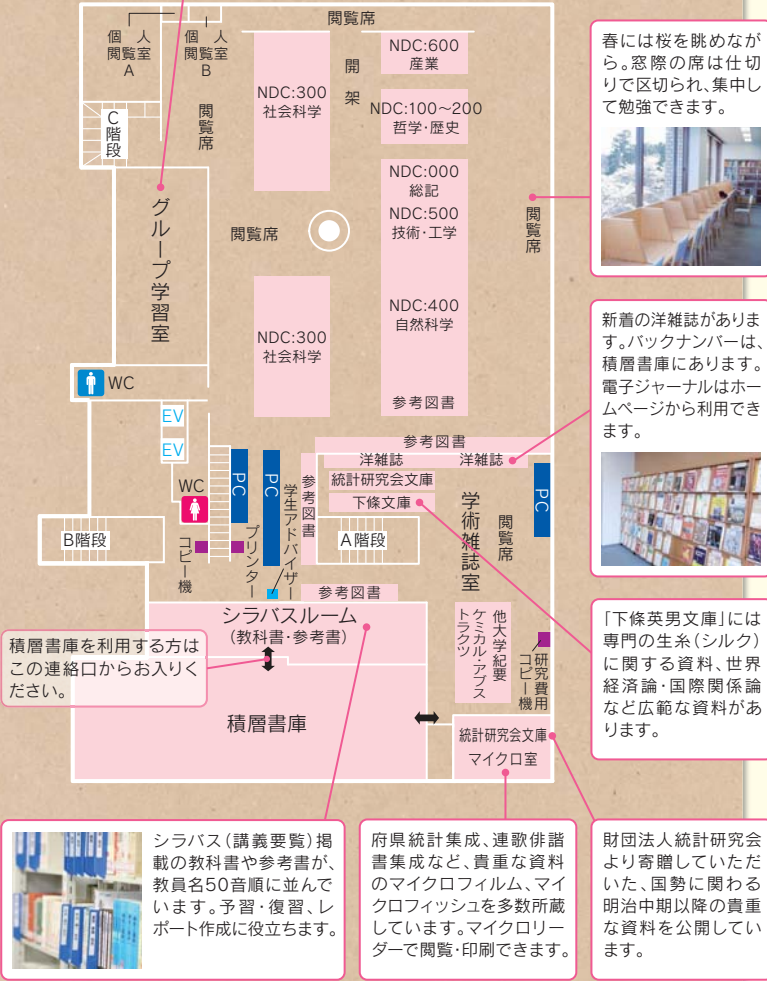 閲覧席
個人
閲覧室
A
個人
閲覧室
B
閲覧席
C階段
グループ学習室
NDC:300
社会科学
開架
NDC:600
産業
NDC:100〜200
哲学・歴史
NDC:000
総記
NDC:500
技術・工学
NDC:400
自然科学
参考図書
閲覧席
閲覧席
NDC:300
社会科学
WC
EV
EV
WC
PC
PC
B階段
コピー機
プリンター
学生アドバイザー
参考図書
参考図書
洋雑誌
洋雑誌
統計研究会文庫
下條文庫
A階段
参考図書
学術雑誌室
閲覧席
PC
シラバスルーム
(教科書・参考書)
他大学紀要
ケミカル・アブス
トラクツ
研究費用
コピー機
積層書庫
統計研究会文庫
マイクロ室
春には桜を眺めなが
ら。窓際の席は仕切
りで区切られ、集中し
て勉強できます。
新着の洋雑誌がありま
す。バックナンバーは、
積層書庫にあります。
電子ジャーナルはホー
ムページから利用でき
ます。
「下條英男文庫」には
専門の生糸(シルク)
に関する資料、世界
経済論・国際関係論
など広範な資料があ
ります。
積層書庫を利用する方は
この連絡口からお入りく
ださい。
シラバス(講義要覧)掲
載の教科書や参考書が、
教員名50音順に並んで
います。予習・復習、レ
ポート作成に役立ちます。
府県統計集成、連歌俳諧
書集成など、貴重な資料
のマイクロフィルム、マイ
クロフィッシュを多数所蔵
しています。マイクロリー
ダーで閲覧・印刷できます。
財団法人統計研究会
より寄贈していただ
いた、国勢に関わる
明治中期以降の貴重
な資料を公開してい
ます。